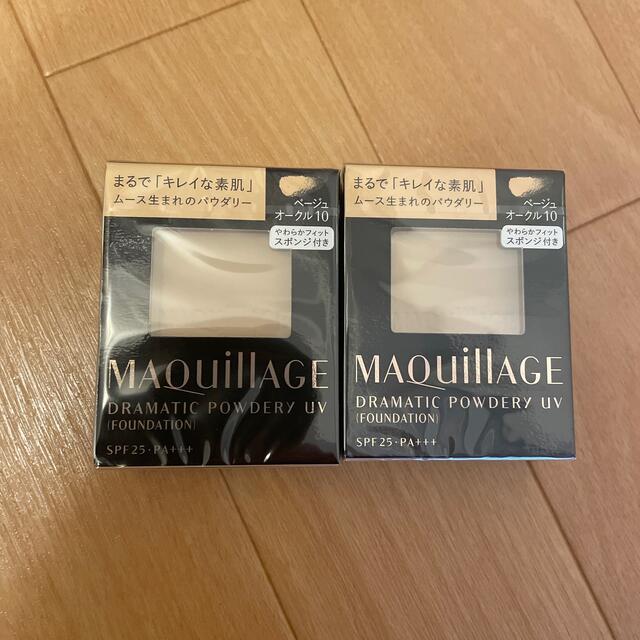 まるで「キレイな素肌」
ムース生まれのパウダリー
ベージュ
オークル10
やわらかフィット
スポンジ付き
MAQuillAGE
DRAMATIC POWDERY UV
(FOUNDATION)
SPF25・PA+++
まるで「キレイな素肌」
ムース生まれのパウダリー
ベージュ
オークル10
やわらかフィット
スポンジ付き
MAQuillAGE
DRAMATIC POWDERY UV
(FOUNDATION)
SPF25・PA+++